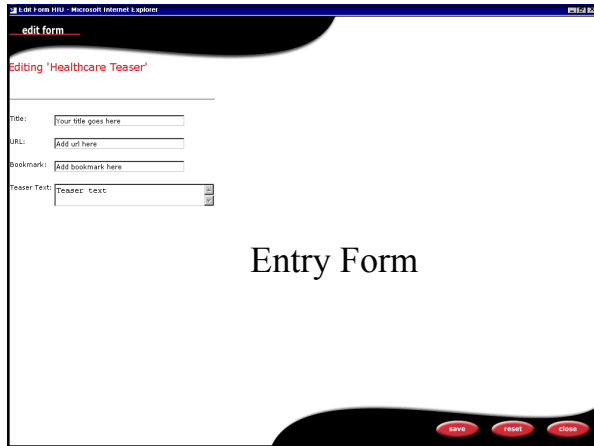 Edit Form HIU - Microsoft Internet Explorer
edit form
Editing 'Healthcare Teaser'
Title: Your title goes here
URL: Add url here
Bookmark: Add bookmark here
Teaser Text: Teaser text
Entry Form
save reset close